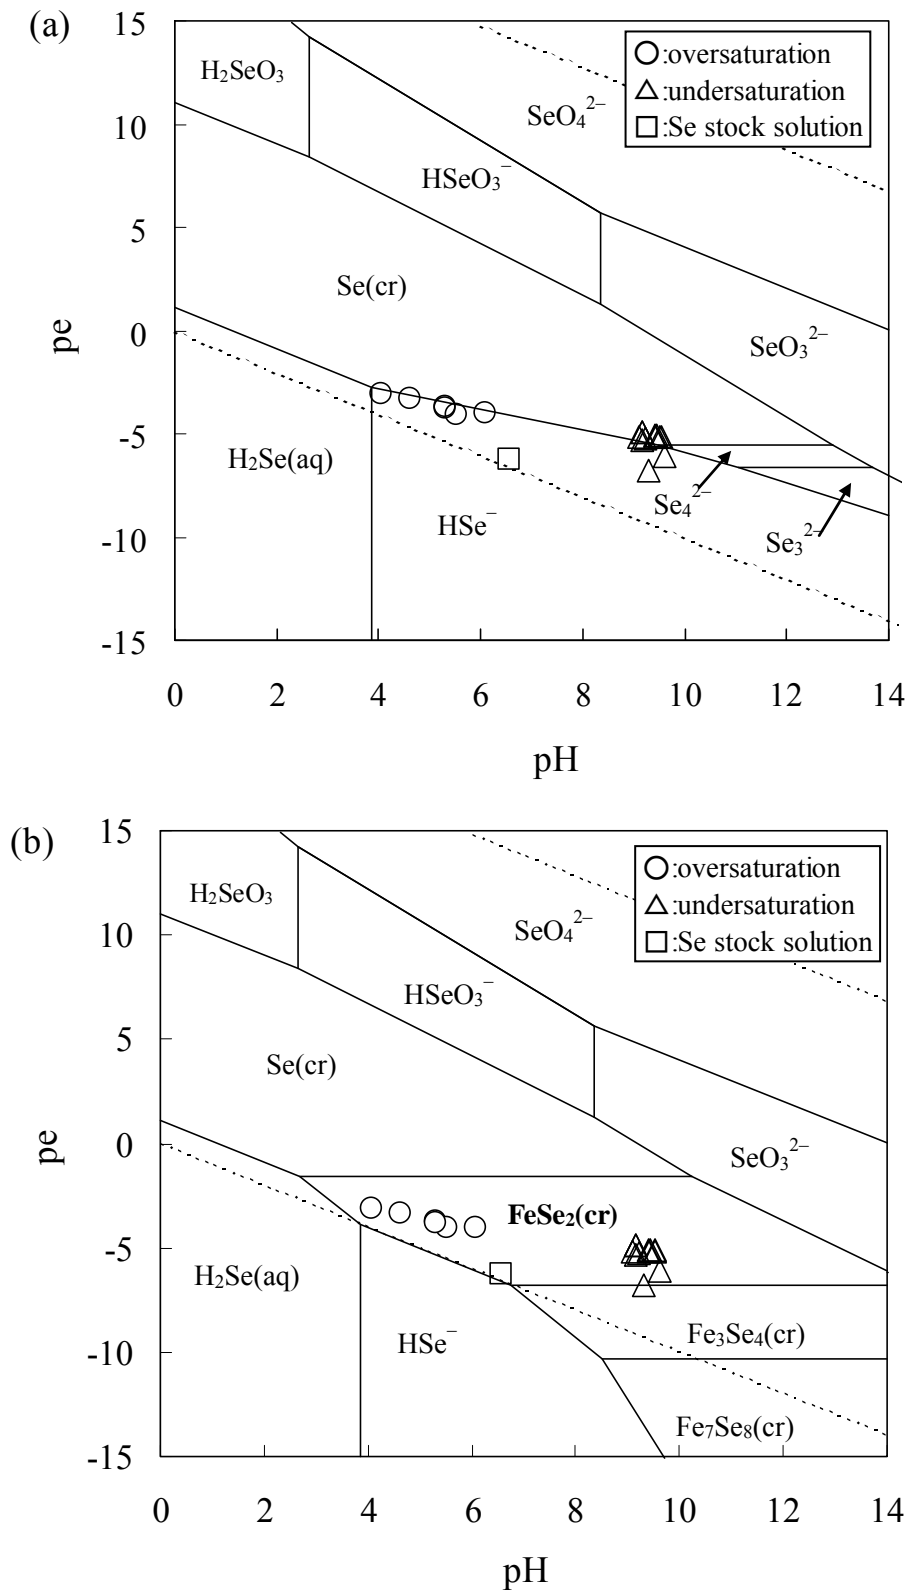 (a)
15
10
5
0
-5
-10
-15
pe
H₂SeO₃
SeO₄²⁻
HSeO₃⁻
Se(cr)
SeO₃²⁻
H₂Se(aq)
HSe⁻
Se₄²⁻
Se₃²⁻
○:oversaturation
△:undersaturation
□:Se stock solution
0 2 4 6 8 10 12 14
pH
(b)
15
10
5
0
-5
-10
-15
pe
H₂SeO₃
SeO₄²⁻
HSeO₃⁻
Se(cr)
SeO₃²⁻
FeSe₂(cr)
H₂Se(aq)
HSe⁻
Fe₃Se₄(cr)
Fe₇Se₈(cr)
○:oversaturation
△:undersaturation
□:Se stock solution
0 2 4 6 8 10 12 14
pH